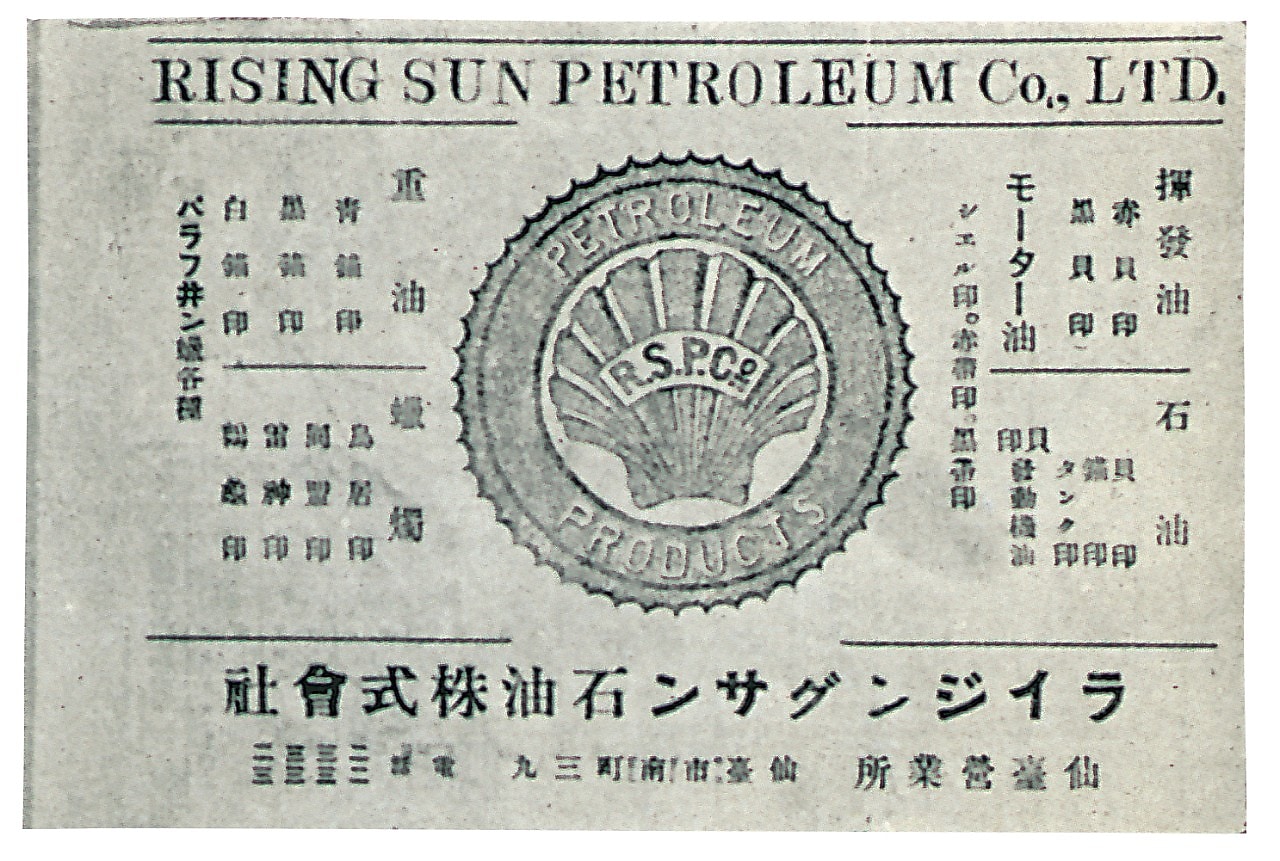 RISING SUN PETROLEUM Co., LTD.
PETROLEUM
R.S.P.Co
PRODUCTS
揮發油
赤貝印
黒貝印
モーター油
シエル印。赤番印、黒番印
石油
貝印
錨印
タンク印
貝印發動機油
重油
青錨印
黒錨印
白錨印
蠟燭
鳥居印
同盟印
雷神印
印
パラフ井ン蠟各種
ライジングサン石油株式會社
仙臺營業所 仙臺市南町三九 電話